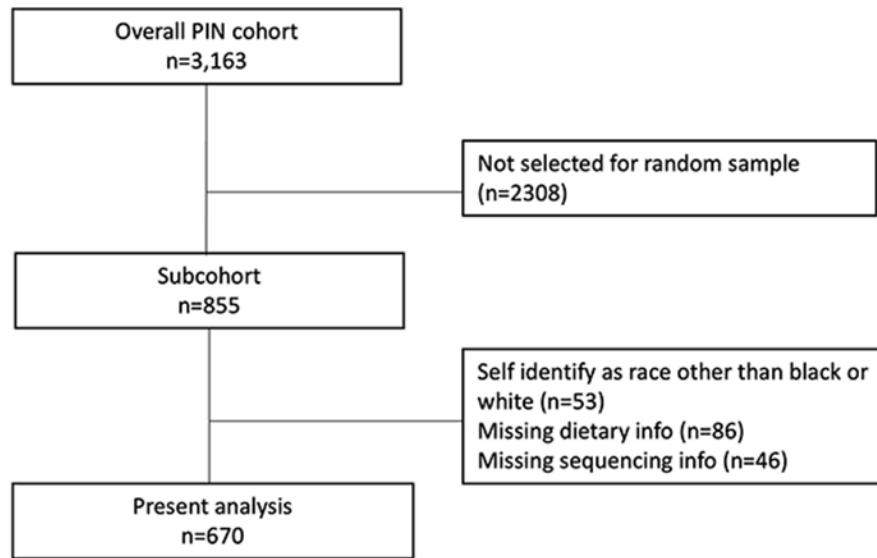 Overall PIN cohort
n=3,163
Not selected for random sample
(n=2308)
Subcohort
n=855
Self identify as race other than black or
white (n=53)
Missing dietary info (n=86)
Missing sequencing info (n=46)
Present analysis
n=670